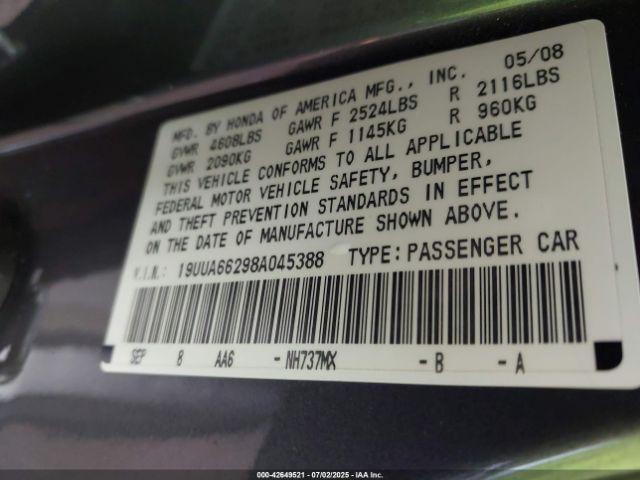 05/08
MFD. BY HONDA OF AMERICA MFG., INC.
GVWR 4608LBS GAWR F 2524LBS R 2116LBS
GVWR 2090KG GAWR F 1145KG R 960KG
THIS VEHICLE CONFORMS TO ALL APPLICABLE
FEDERAL MOTOR VEHICLE SAFETY, BUMPER,
AND THEFT PREVENTION STANDARDS IN EFFECT
ON THE DATE OF MANUFACTURE SHOWN ABOVE.
V.I.N.: 19UUA66298A045388 TYPE: PASSENGER CAR
SEP 8 AA6 -NH737MX -B -A
000-42649521 - 07/02/2025 - IAA Inc.